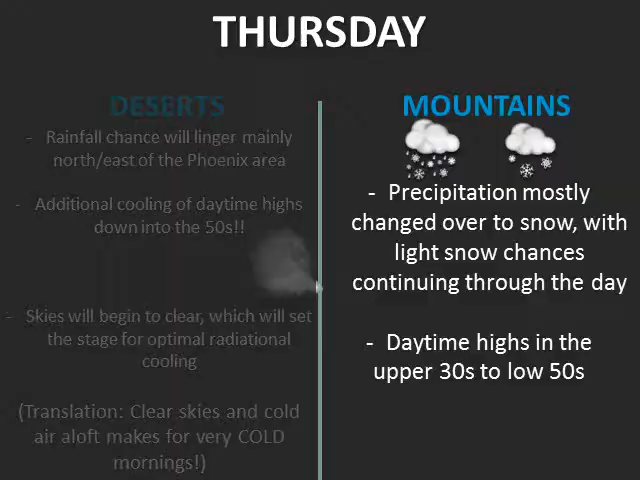 THURSDAY
DESERTS
- Rainfall chance will linger mainly
north/east of the Phoenix area
- Additional cooling of daytime highs
down into the 50s!!
- Skies will begin to clear, which will set
the stage for optimal radiational
cooling
(Translation: Clear skies and cold
air aloft makes for very COLD
mornings!)
MOUNTAINS
- Precipitation mostly
changed over to snow, with
light snow chances
continuing through the day
- Daytime highs in the
upper 30s to low 50s